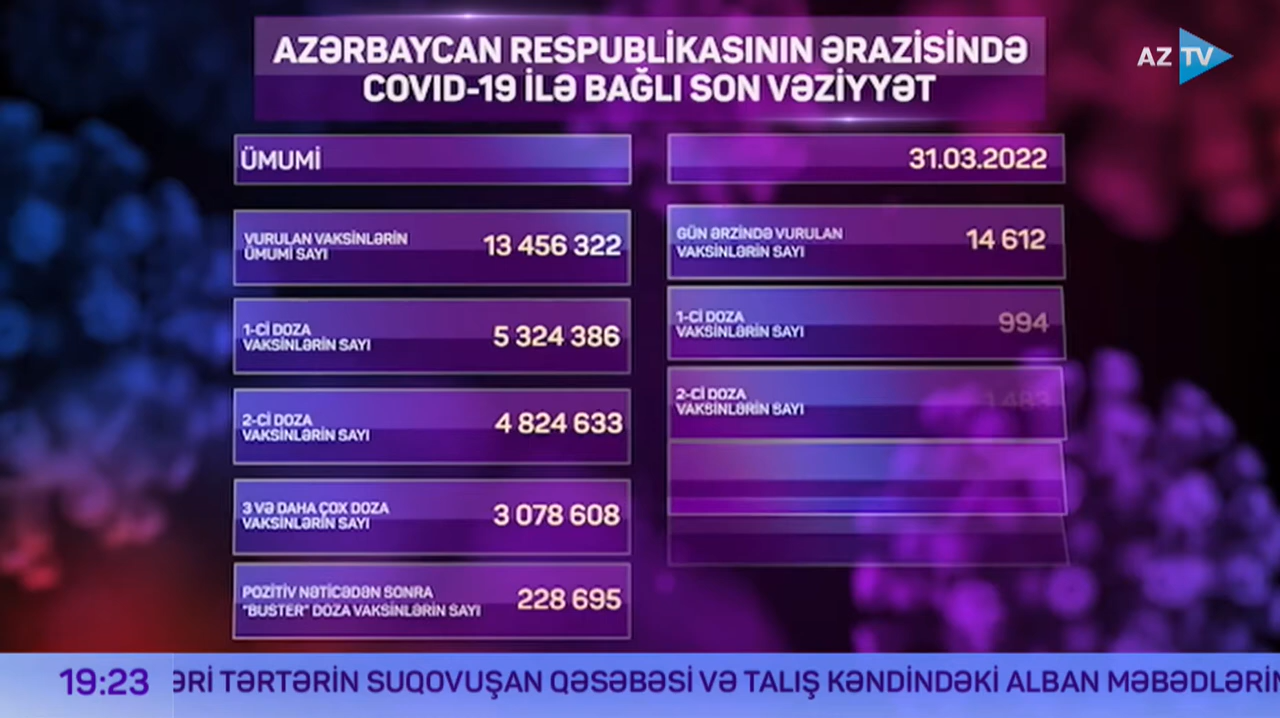 AZƏRBAYCAN RESPUBLİKASININ ƏRAZİSİNDƏ
COVID-19 İLƏ BAĞLI SON VƏZİYYƏT
AZTV
ÜMUMİ
VURULAN VAKSİNLƏRİN
ÜMUMİ SAYI
13 456 322
1-Cİ DOZA
VAKSİNLƏRİN SAYI
5 324 386
2-Cİ DOZA
VAKSİNLƏRİN SAYI
4 824 633
3 VƏ DAHA ÇOX DOZA
VAKSİNLƏRİN SAYI
3 078 608
POZİTİV NƏTİCƏDƏN SONRA
"BUSTER" DOZA VAKSİNLƏRİN SAYI
228 695
31.03.2022
GÜN ƏRZİNDƏ VURULAN
VAKSİNLƏRİN SAYI
14 612
1-Cİ DOZA
VAKSİNLƏRİN SAYI
994
2-Cİ DOZA
VAKSİNLƏRİN SAYI
1 483
19:23
ƏRİ TƏRTƏRİN SUQOVUŞAN QƏSƏBƏSİ VƏ TALIŞ KƏNDİNDƏKİ ALBAN MƏBƏDLƏRİN